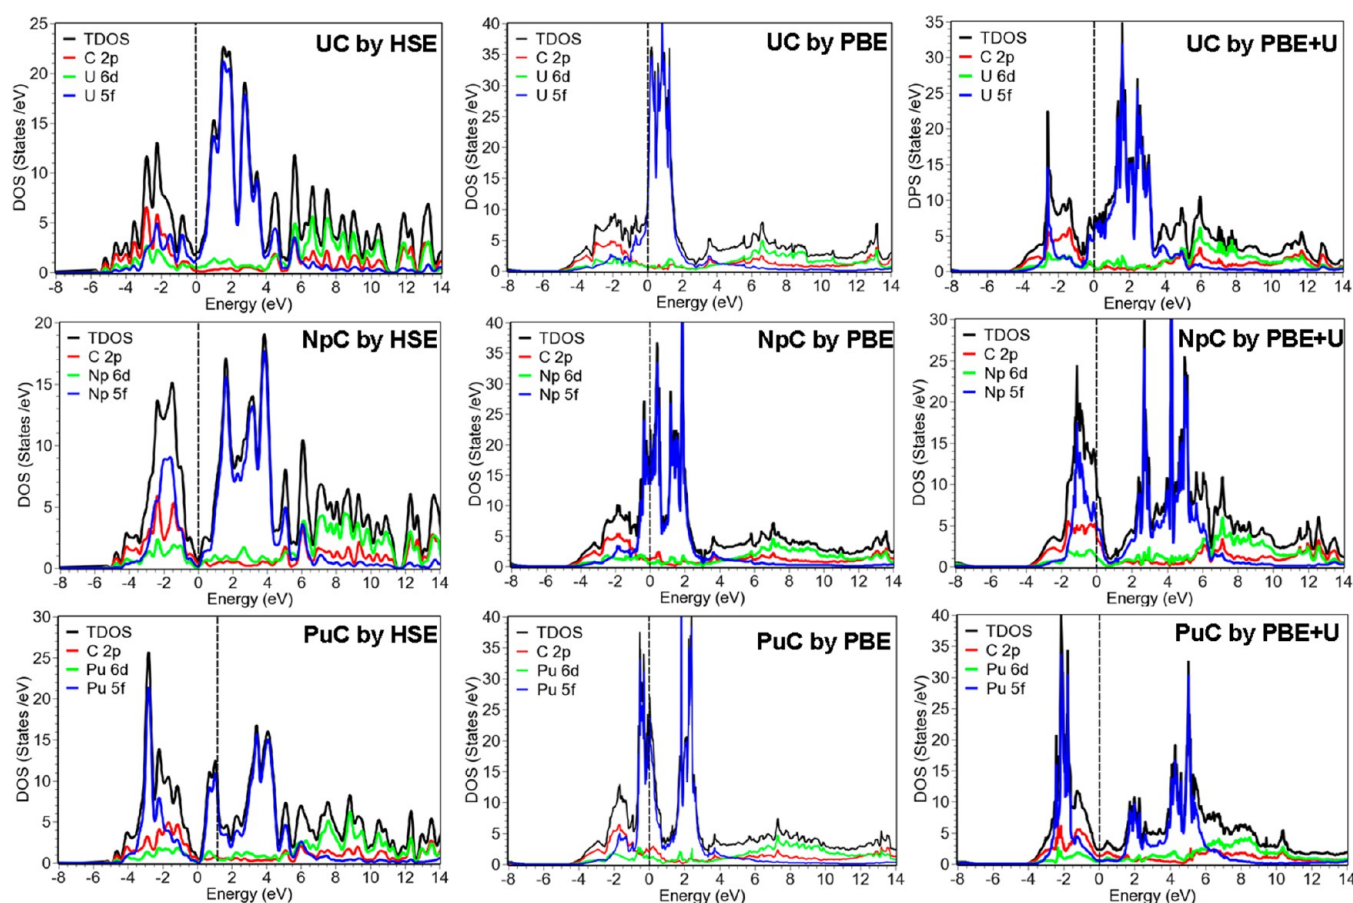 UC by HSE
TDOS
C 2p
U 6d
U 5f
DOS (States /eV)
25
20
15
10
5
0
-8 -6 -4 -2 0 2 4 6 8 10 12 14
Energy (eV)
UC by PBE
TDOS
C 2p
U 6d
U 5f
DOS (States /eV)
40
35
30
25
20
15
10
5
0
-8 -6 -4 -2 0 2 4 6 8 10 12 14
Energy (eV)
UC by PBE+U
TDOS
C 2p
U 6d
U 5f
DPS (States /eV)
35
30
25
20
15
10
5
0
-8 -6 -4 -2 0 2 4 6 8 10 12 14
Energy (eV)
NpC by HSE
TDOS
C 2p
Np 6d
Np 5f
DOS (States /eV)
20
15
10
5
0
-8 -6 -4 -2 0 2 4 6 8 10 12 14
Energy (eV)
NpC by PBE
TDOS
C 2p
Np 6d
Np 5f
DOS (States /eV)
40
35
30
25
20
15
10
5
0
-8 -6 -4 -2 0 2 4 6 8 10 12 14
Energy (eV)
NpC by PBE+U
TDOS
C 2p
Np 6d
Np 5f
DOS (States /eV)
30
25
20
15
10
5
0
-8 -6 -4 -2 0 2 4 6 8 10 12 14
Energy (eV)
PuC by HSE
TDOS
C 2p
Pu 6d
Pu 5f
DOS (States /eV)
30
25
20
15
10
5
0
-8 -6 -4 -2 0 2 4 6 8 10 12 14
Energy (eV)
PuC by PBE
TDOS
C 2p
Pu 6d
Pu 5f
DOS (States /eV)
40
35
30
25
20
15
10
5
0
-8 -6 -4 -2 0 2 4 6 8 10 12 14
Energy (eV)
PuC by PBE+U
TDOS
C 2p
Pu 6d
Pu 5f
DOS (States /eV)
40
35
30
25
20
15
10
5
0
-8 -6 -4 -2 0 2 4 6 8 10 12 14
Energy (eV)